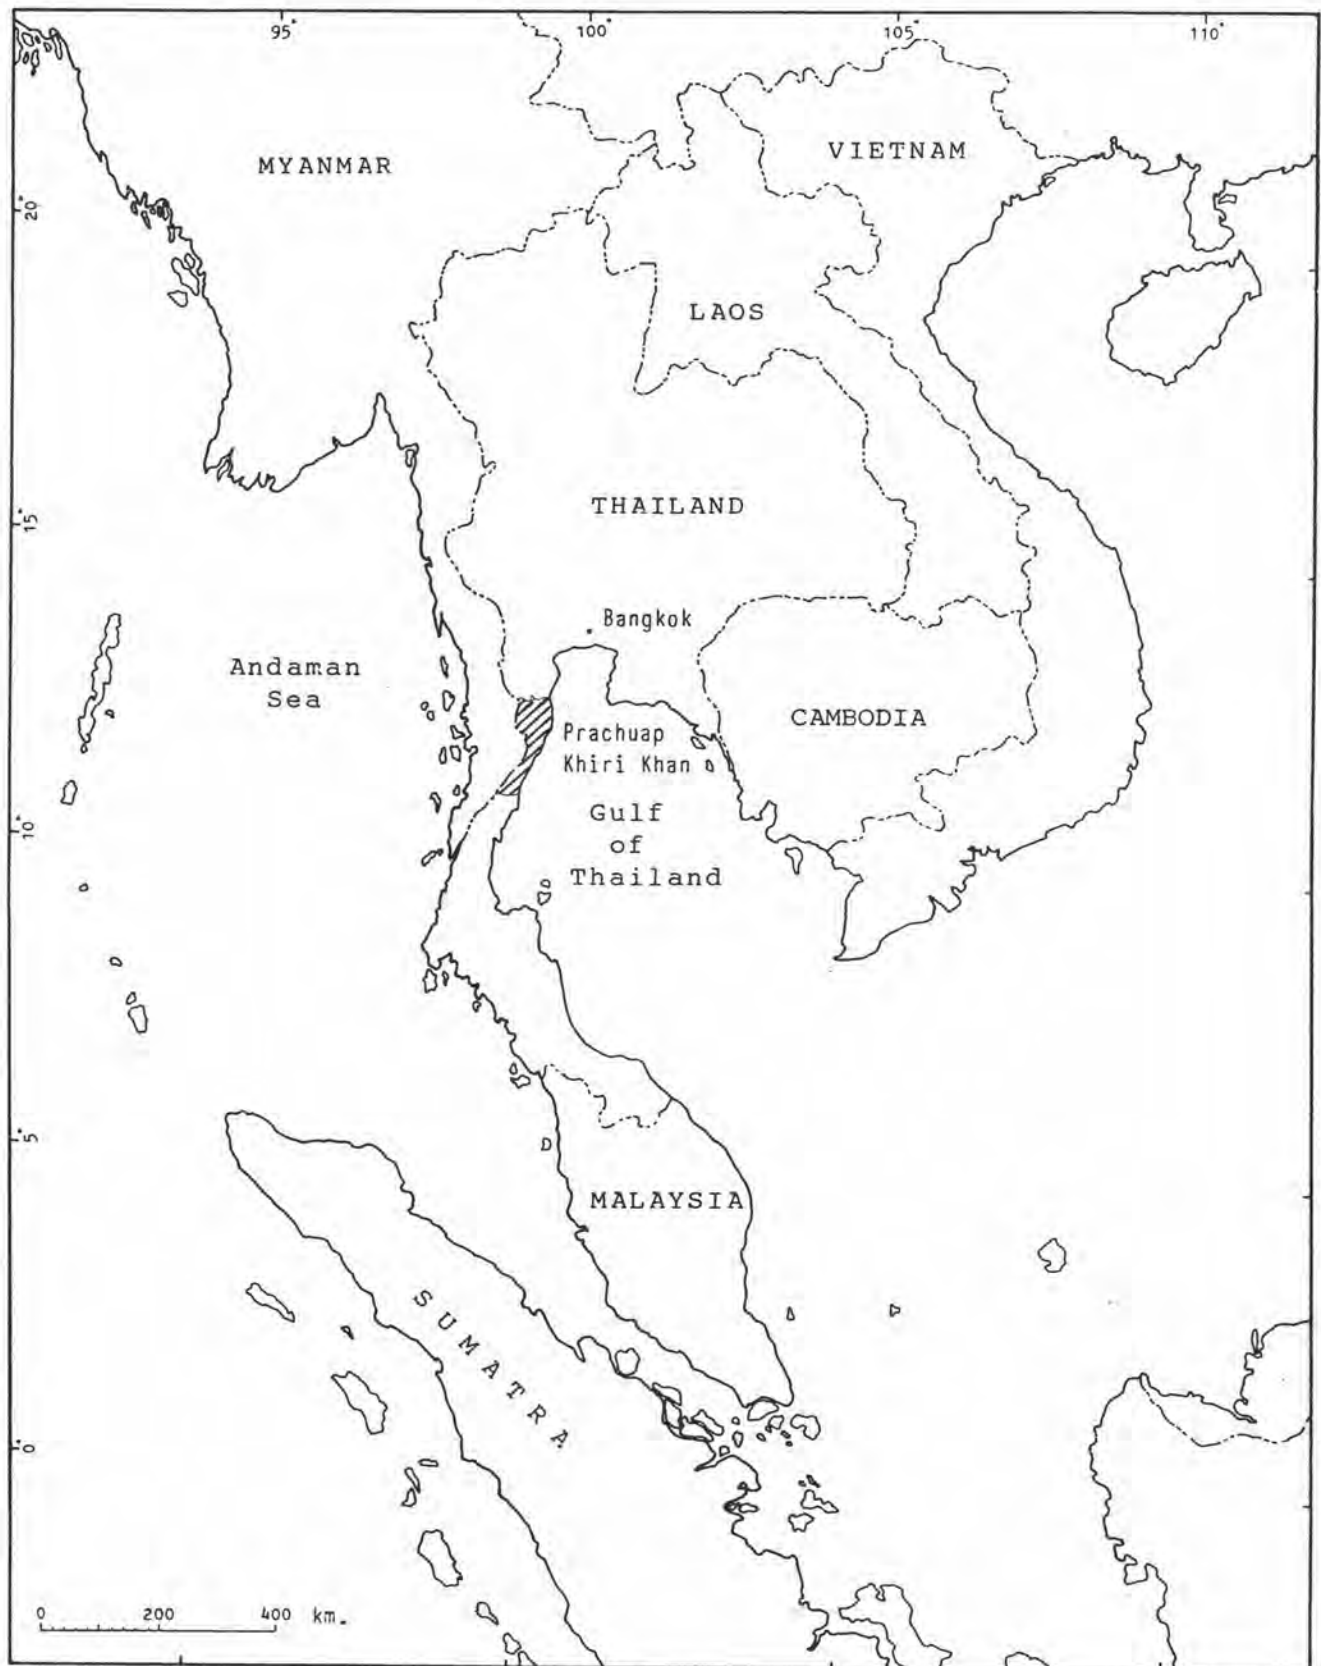 95°
100°
105°
110°
MYANMAR
VIETNAM
20°
LAOS
THAILAND
15°
Bangkok
Andaman
Sea
CAMBODIA
Prachuap
Khiri Khan
10°
Gulf
of
Thailand
5°
MALAYSIA
SUMATRA
0°
0 200 400 km.